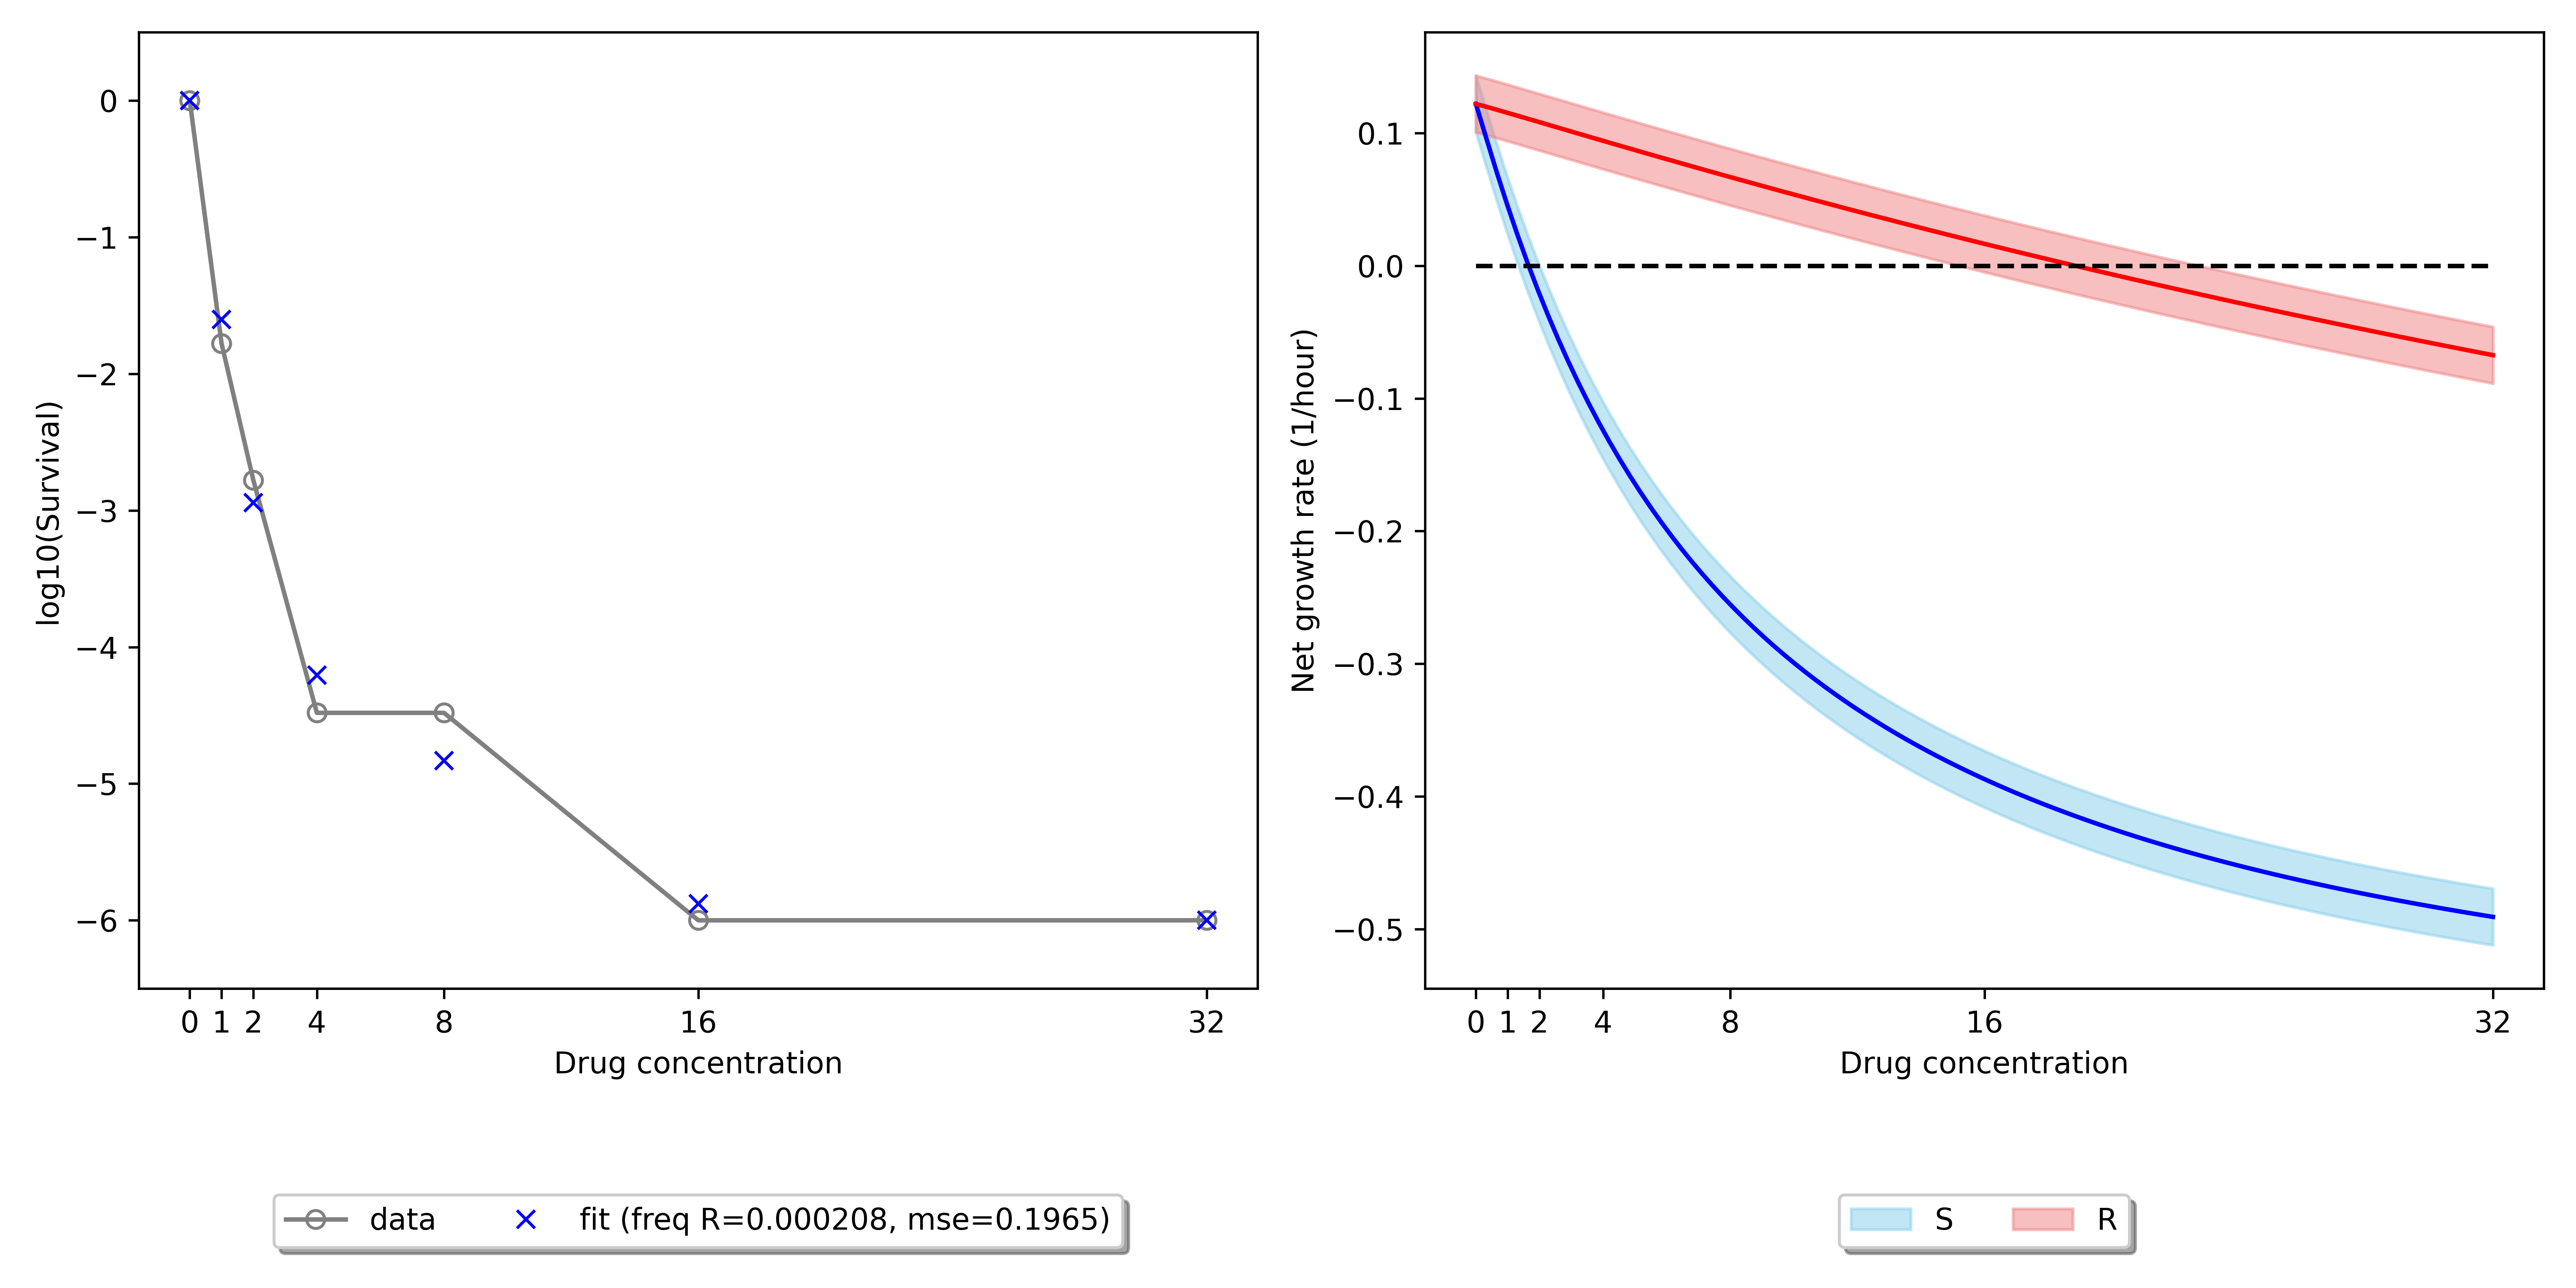 0
−1
−2
−3
−4
−5
−6
log10(Survival)
0 1 2 4 8 16 32
Drug concentration
data fit (freq R=0.000208, mse=0.1965)
0.1
0.0
−0.1
−0.2
−0.3
−0.4
−0.5
Net growth rate (1/hour)
0 1 2 4 8 16 32
Drug concentration
S R